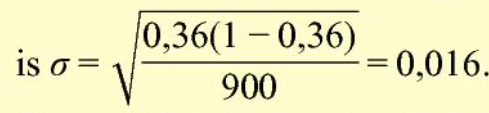 is σ = √(0,36(1 − 0,36)/900) = 0,016.